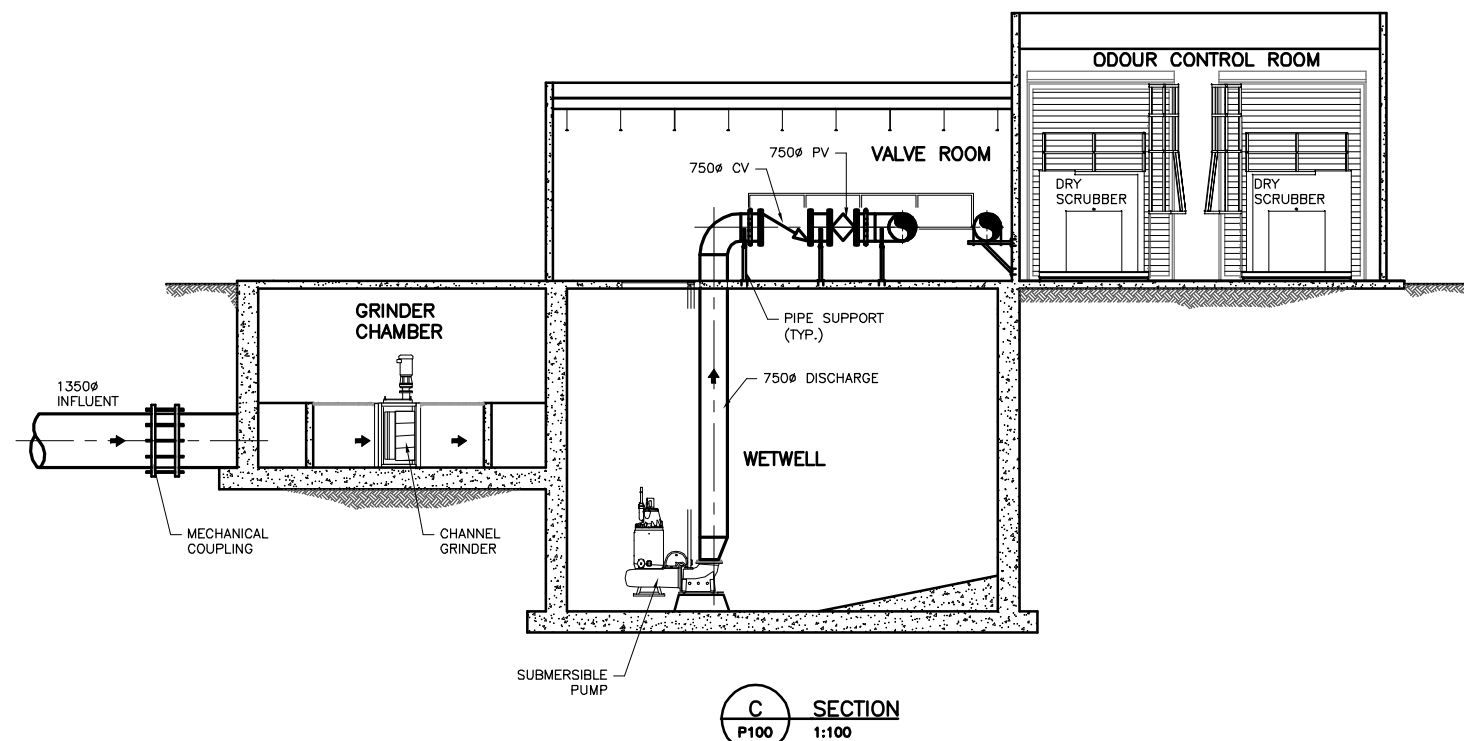 ODOUR CONTROL ROOM
VALVE ROOM
750ø PV
750ø CV
DRY
SCRUBBER
DRY
SCRUBBER
GRINDER
CHAMBER
PIPE SUPPORT
(TYP.)
1350ø
INFLUENT
750ø DISCHARGE
WETWELL
MECHANICAL
COUPLING
CHANNEL
GRINDER
SUBMERSIBLE
PUMP
C
P100
SECTION
1:100